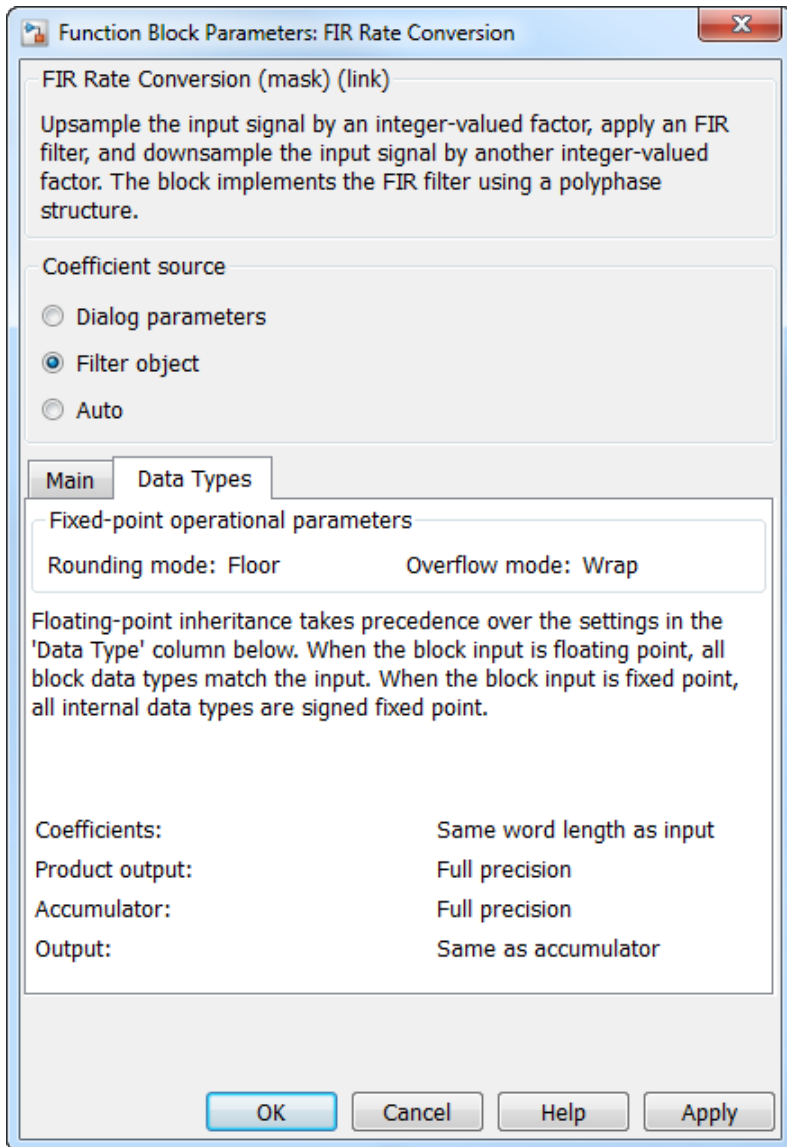 Function Block Parameters: FIR Rate Conversion
FIR Rate Conversion (mask) (link)
Upsample the input signal by an integer-valued factor, apply an FIR
filter, and downsample the input signal by another integer-valued
factor. The block implements the FIR filter using a polyphase
structure.
Coefficient source
Dialog parameters
Filter object
Auto
Main Data Types
Fixed-point operational parameters
Rounding mode: Floor Overflow mode: Wrap
Floating-point inheritance takes precedence over the settings in the
'Data Type' column below. When the block input is floating point, all
block data types match the input. When the block input is fixed point,
all internal data types are signed fixed point.
Coefficients: Same word length as input
Product output: Full precision
Accumulator: Full precision
Output: Same as accumulator
OK Cancel Help Apply